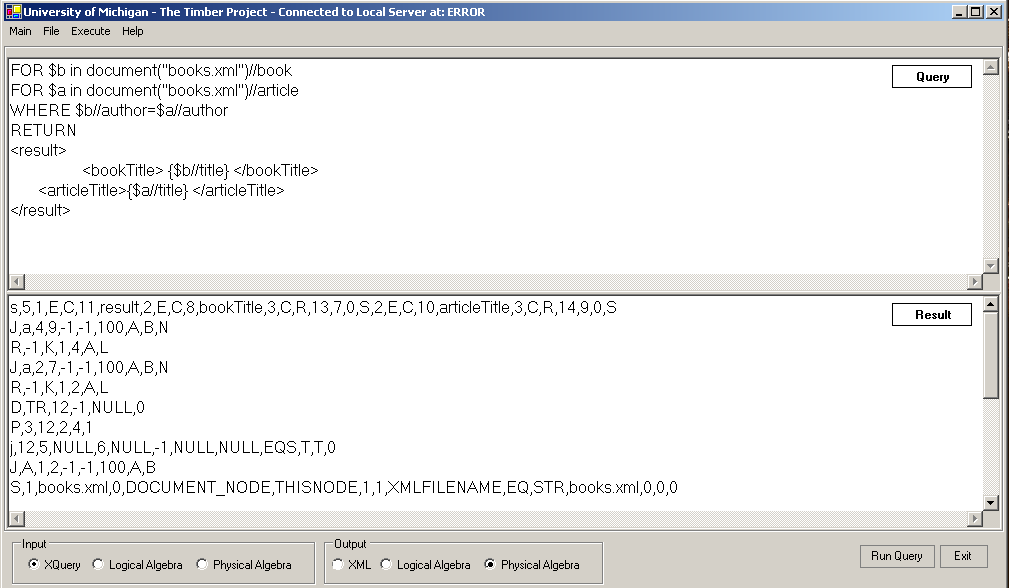 University of Michigan - The Timber Project - Connected to Local Server at: ERROR
Main File Execute Help
FOR $b in document("books.xml")//book
Query
FOR $a in document("books.xml")//article
WHERE $b//author=$a//author
RETURN
<result>
<bookTitle> {$b//title} </bookTitle>
<articleTitle>{$a//title} </articleTitle>
</result>
s,5,1,E,C,11,result,2,E,C,8,bookTitle,3,C,R,13,7,0,S,2,E,C,10,articleTitle,3,C,R,14,9,0,S
Result
J,a,4,9,-1,-1,100,A,B,N
R,-1,K,1,4,A,L
J,a,2,7,-1,-1,100,A,B,N
R,-1,K,1,2,A,L
D,TR,12,-1,NULL,0
P,3,12,2,4,1
j,12,5,NULL,6,NULL,-1,NULL,NULL,EQS,T,T,0
J,A,1,2,-1,-1,100,A,B
S,1,books.xml,0,DOCUMENT_NODE,THISNODE,1,1,XMLFILENAME,EQ,STR,books.xml,0,0,0
Input
XQuery Logical Algebra Physical Algebra
Output
XML Logical Algebra Physical Algebra
Run Query Exit